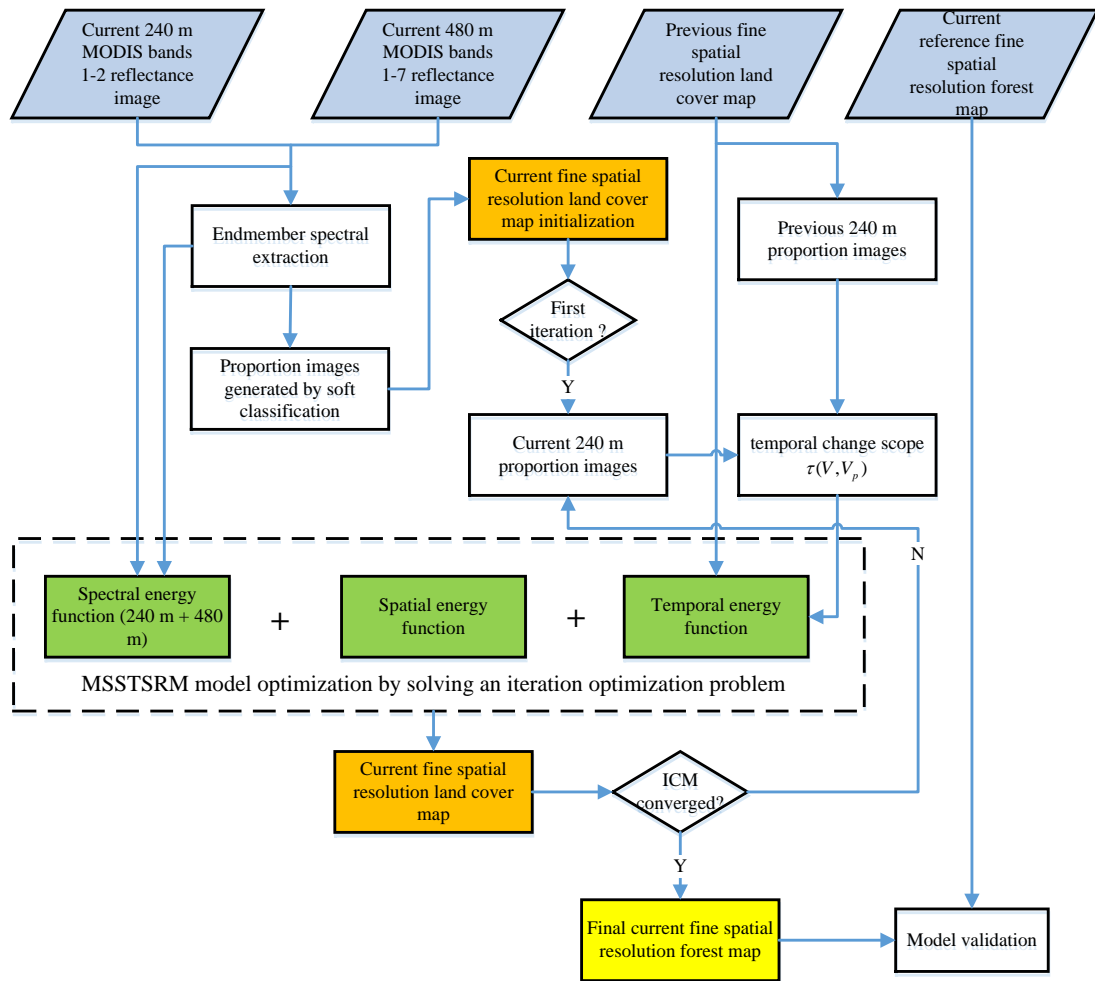 Current 240 m
MODIS bands
1-2 reflectance
image
Current 480 m
MODIS bands
1-7 reflectance
image
Previous fine
spatial
resolution land
cover map
Current
reference fine
spatial
resolution forest
map
Endmember spectral
extraction
Proportion images
generated by soft
classification
Current fine spatial
resolution land cover
map initialization
First
iteration ?
Y
Current 240 m
proportion images
Previous 240 m
proportion images
temporal change scope
τ(V,Vₚ)
N
Spectral energy
function (240 m + 480
m)
+
Spatial energy
function
+
Temporal energy
function
MSSTSRM model optimization by solving an iteration optimization problem
Current fine spatial
resolution land cover
map
ICM
converged?
Y
Final current fine spatial
resolution forest map
Model validation